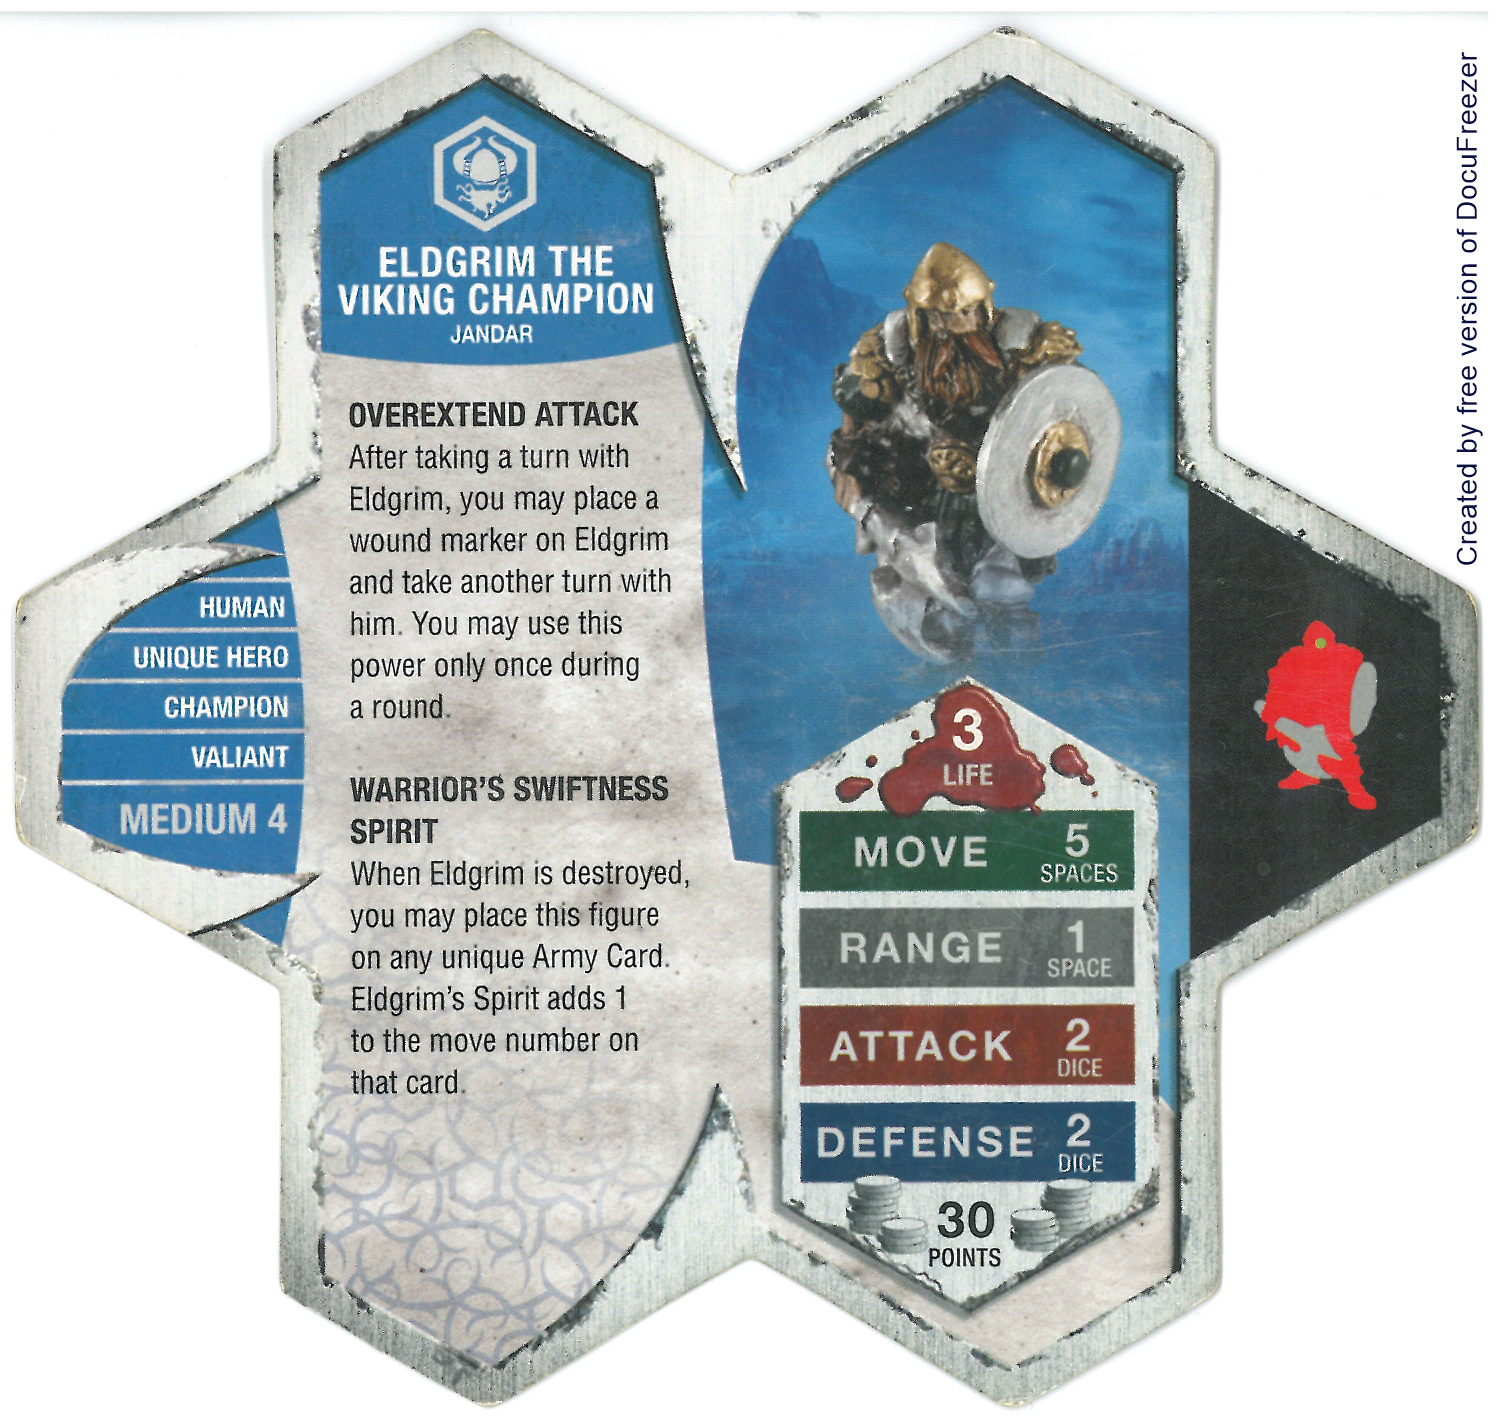 ELDGRIM THE
VIKING CHAMPION
JANDAR
OVEREXTEND ATTACK
After taking a turn with
Eldgrim, you may place a
wound marker on Eldgrim
and take another turn with
him. You may use this
power only once during
a round.
WARRIOR'S SWIFTNESS
SPIRIT
When Eldgrim is destroyed,
you may place this figure
on any unique Army Card.
Eldgrim's Spirit adds 1
to the move number on
that card.
HUMAN
UNIQUE HERO
CHAMPION
VALIANT
MEDIUM 4
3
LIFE
MOVE 5
SPACES
RANGE 1
SPACE
ATTACK 2
DICE
DEFENSE 2
DICE
30
POINTS
Created by free version of DocuFreezer